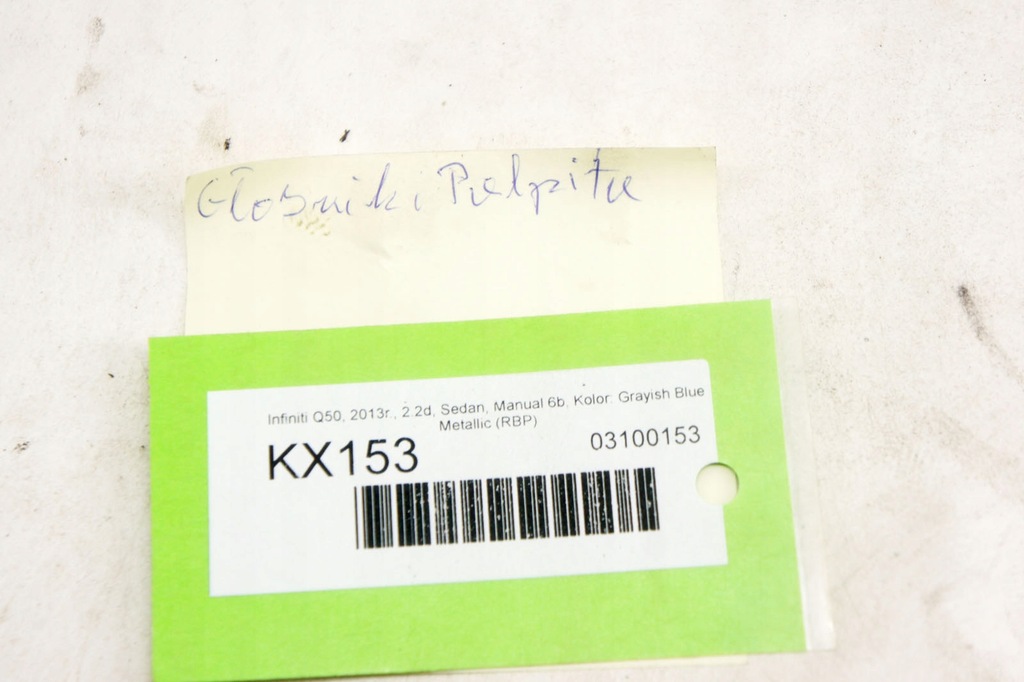 Głośniki Pulpitu
Infiniti Q50, 2013r., 2.2d, Sedan, Manual 6b, Kolor: Grayish Blue
Metallic (RBP)
KX153
03100153